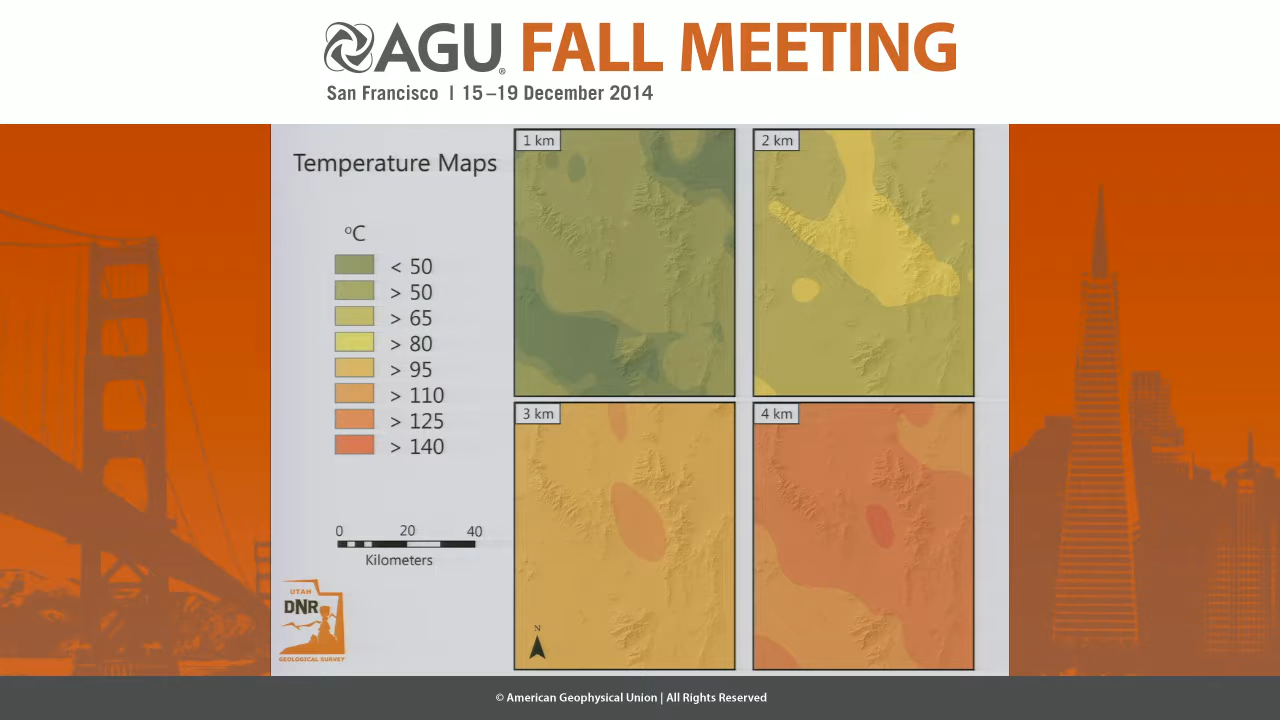 AGU® FALL MEETING
San Francisco | 15–19 December 2014
Temperature Maps
°C
< 50
> 50
> 65
> 80
> 95
> 110
> 125
> 140
0 20 40
Kilometers
UTAH
DNR
GEOLOGICAL SURVEY
1 km
2 km
3 km
4 km
N
© American Geophysical Union | All Rights Reserved